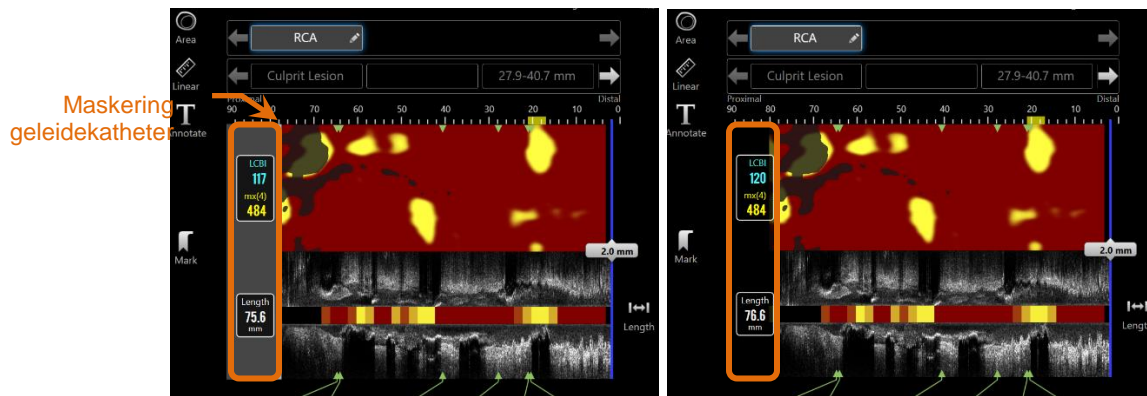 Maskering
geleidekatheter
Area
RCA
Linear
Culprit Lesion
27.9-40.7 mm
Proximal
Distal
90 80 70 60 50 40 30 20 10 0
Annotate
LCBI
117
mx(4)
484
Mark
2.0 mm
Length
75.6
mm
Length
Area
RCA
Linear
Culprit Lesion
27.9-40.7 mm
Proximal
Distal
90 80 70 60 50 40 30 20 10 0
Annotate
LCBI
120
mx(4)
484
Mark
2.0 mm
Length
76.6
mm
Lengt